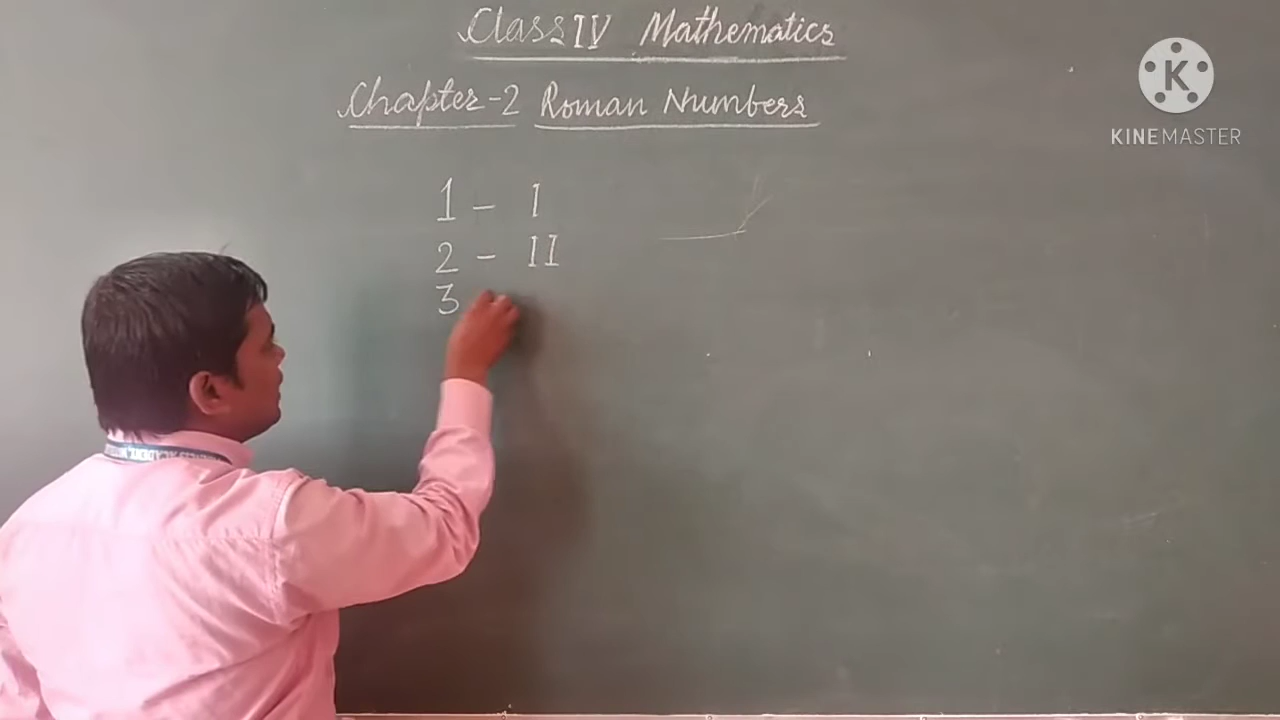 Class IV Mathematics
KINEMASTER
Chapter-2 Roman Numbers
1 - I
2 - II
3